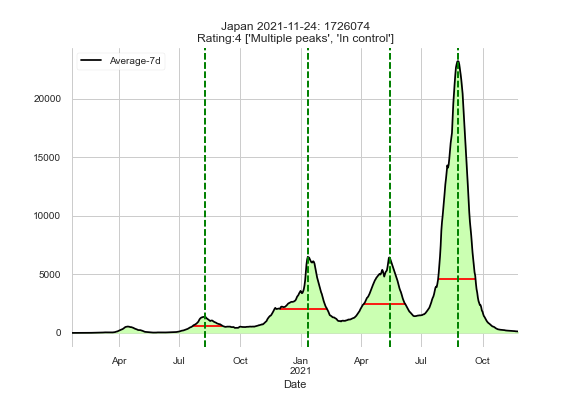 Japan 2021-11-24: 1726074
Rating:4 ['Multiple peaks', 'In control']
Average-7d
20000
15000
10000
5000
0
Apr Jul Oct Jan Apr Jul Oct
2021
Date